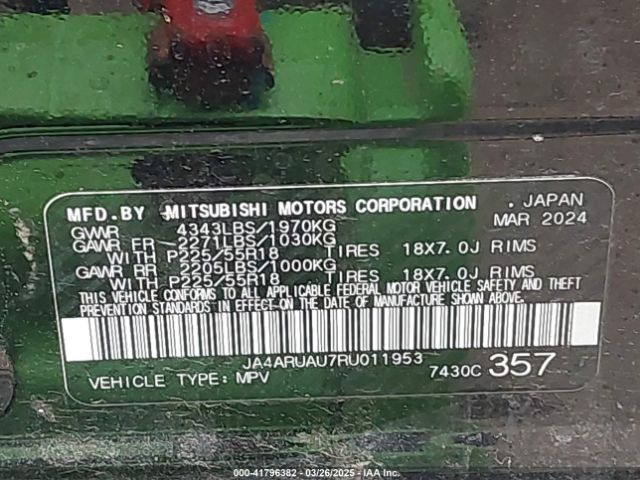 MFD.BY MITSUBISHI MOTORS CORPORATION . JAPAN
GVWR 4343LBS/1970KG MAR 2024
GAWR FR 2271LBS/1030KG
WITH P225/55R18 TIRES 18X7.0J RIMS
GAWR RR 2205LBS/1000KG
WITH P225/55R18 TIRES 18X7.0J RIMS
THIS VEHICLE CONFORMS TO ALL APPLICABLE FEDERAL MOTOR VEHICLE SAFETY AND THEFT
PREVENTION STANDARDS IN EFFECT ON THE DATE OF MANUFACTURE SHOWN ABOVE.
JA4ARUAU7RU011953
VEHICLE TYPE: MPV 7430C 357
000-41796382 / 03/26/2025 - IAA Inc.